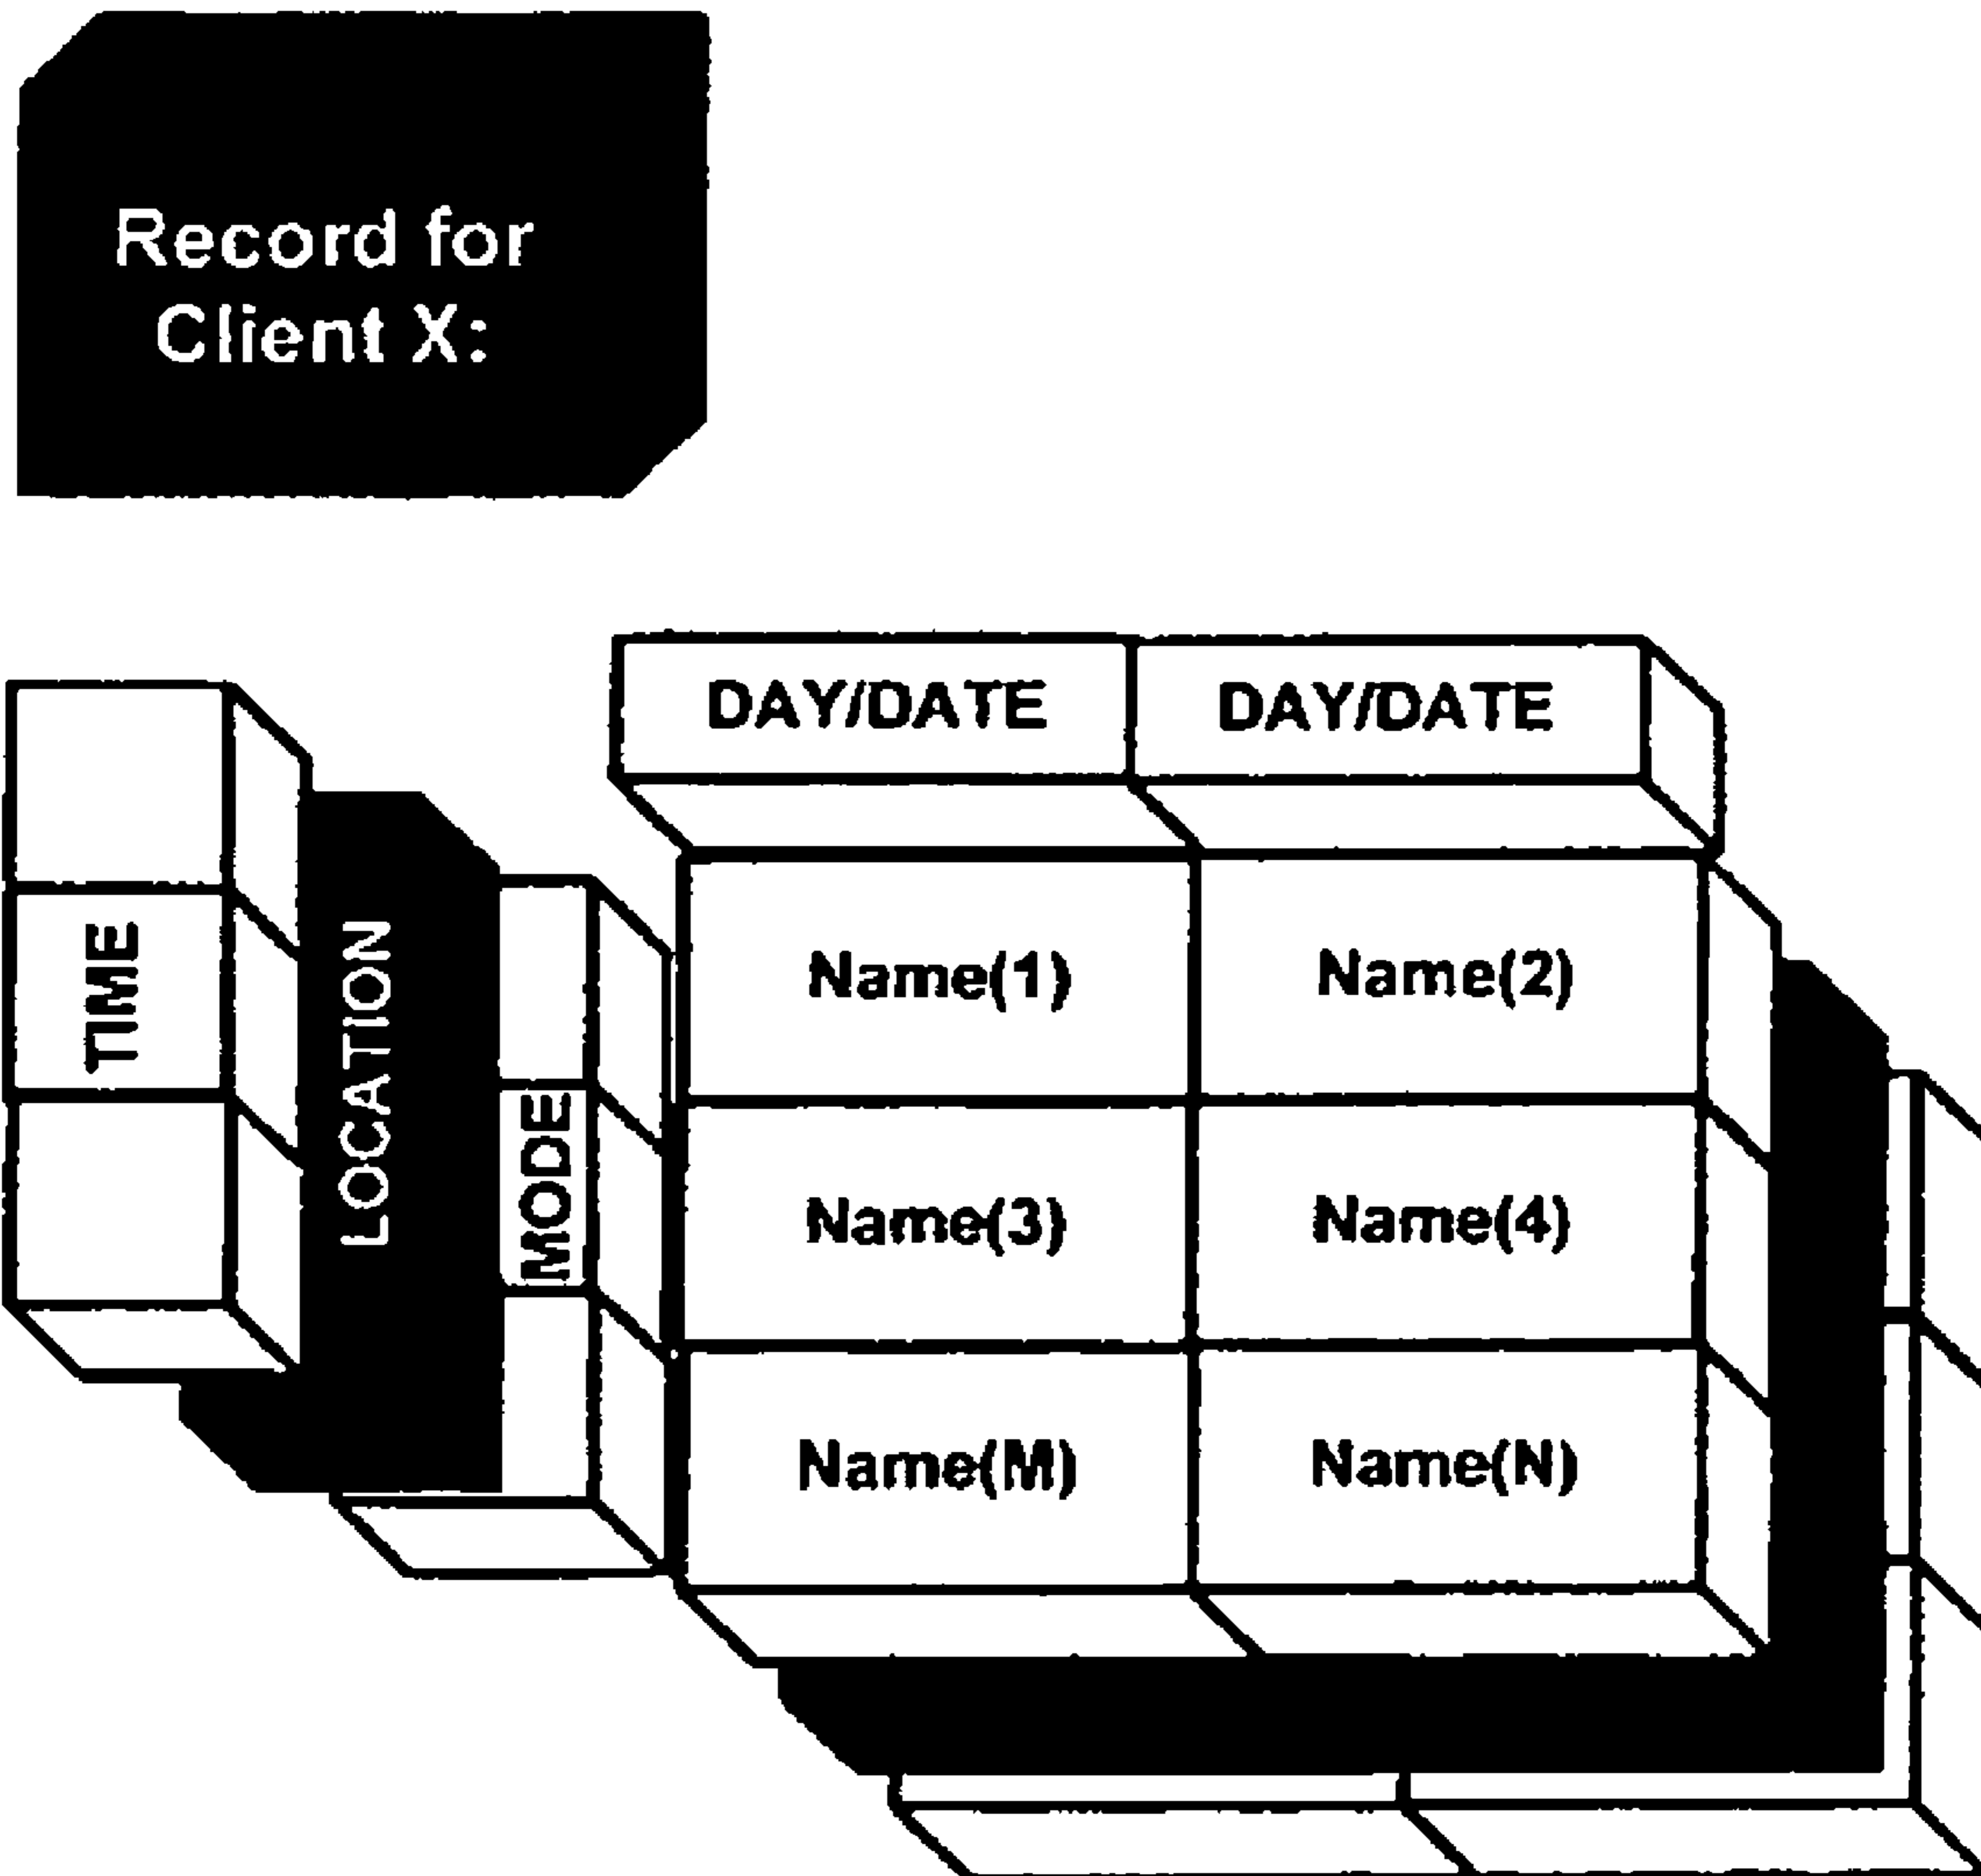 Record for
Client X:
DAY/DATE DAY/DATE
TIME
LOCATION
MODE
Name(1) Name(2)
Name(3) Name(4)
Name(M) Name(N)